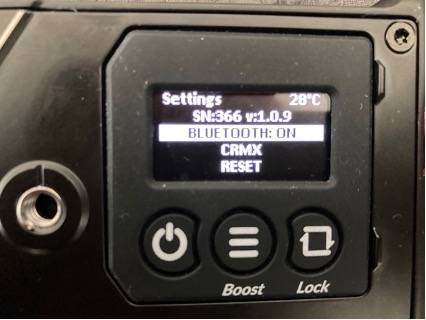 Settings 28°C
SN:366 v:1.0.9
BLUETOOTH: ON
CRMX
RESET
Boost Lock